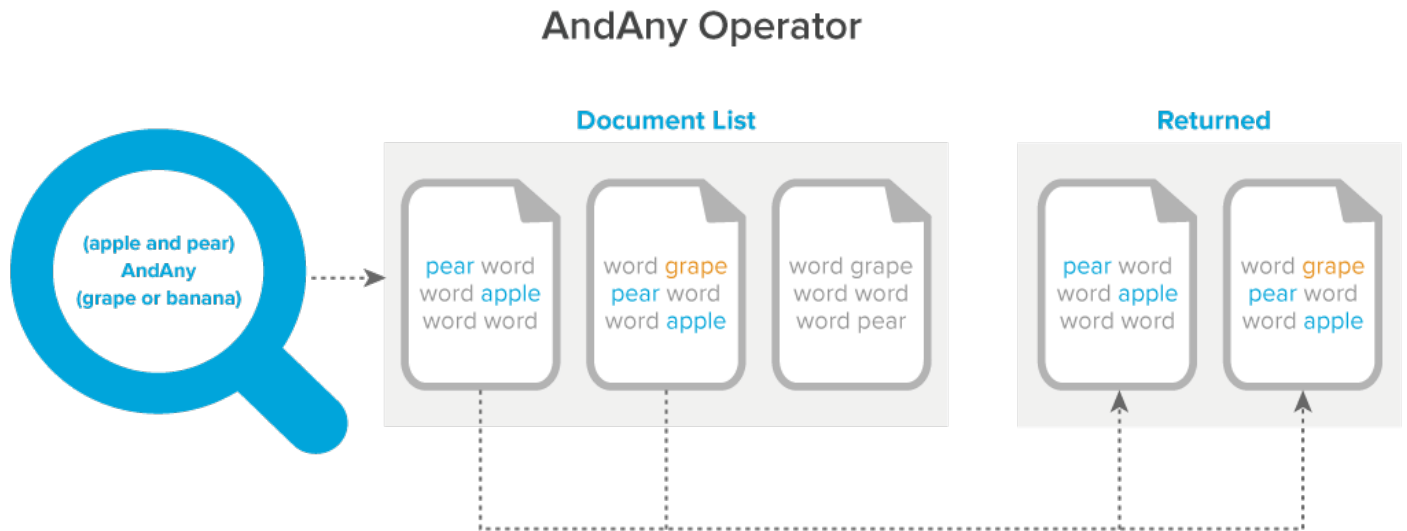 AndAny Operator
Document List
Returned
(apple and pear)
AndAny
(grape or banana)
pear word
word apple
word word
word grape
pear word
word apple
word grape
word word
word pear
pear word
word apple
word word
word grape
pear word
word apple